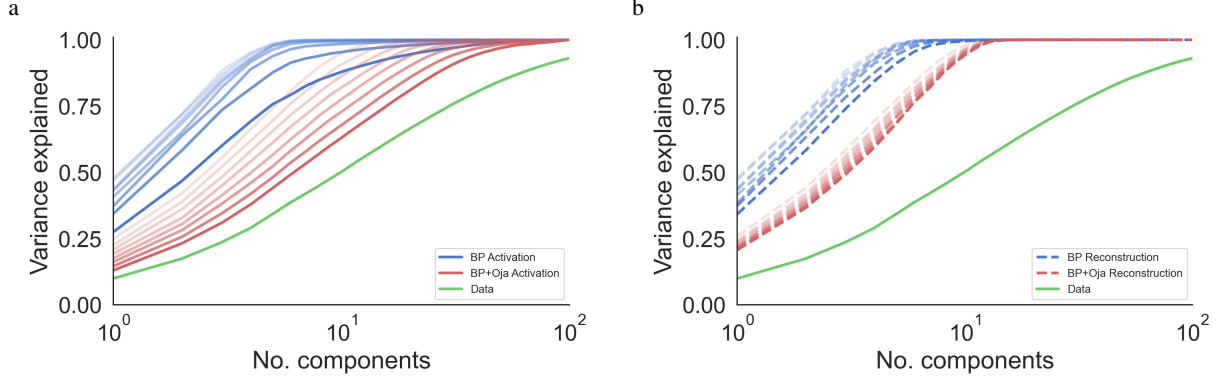 a
1.00
0.75
0.50
0.25
0.00
Variance explained
BP Activation
BP+Oja Activation
Data
10^0
10^1
10^2
No. components
b
1.00
0.75
0.50
0.25
0.00
Variance explained
BP Reconstruction
BP+Oja Reconstruction
Data
10^0
10^1
10^2
No. components